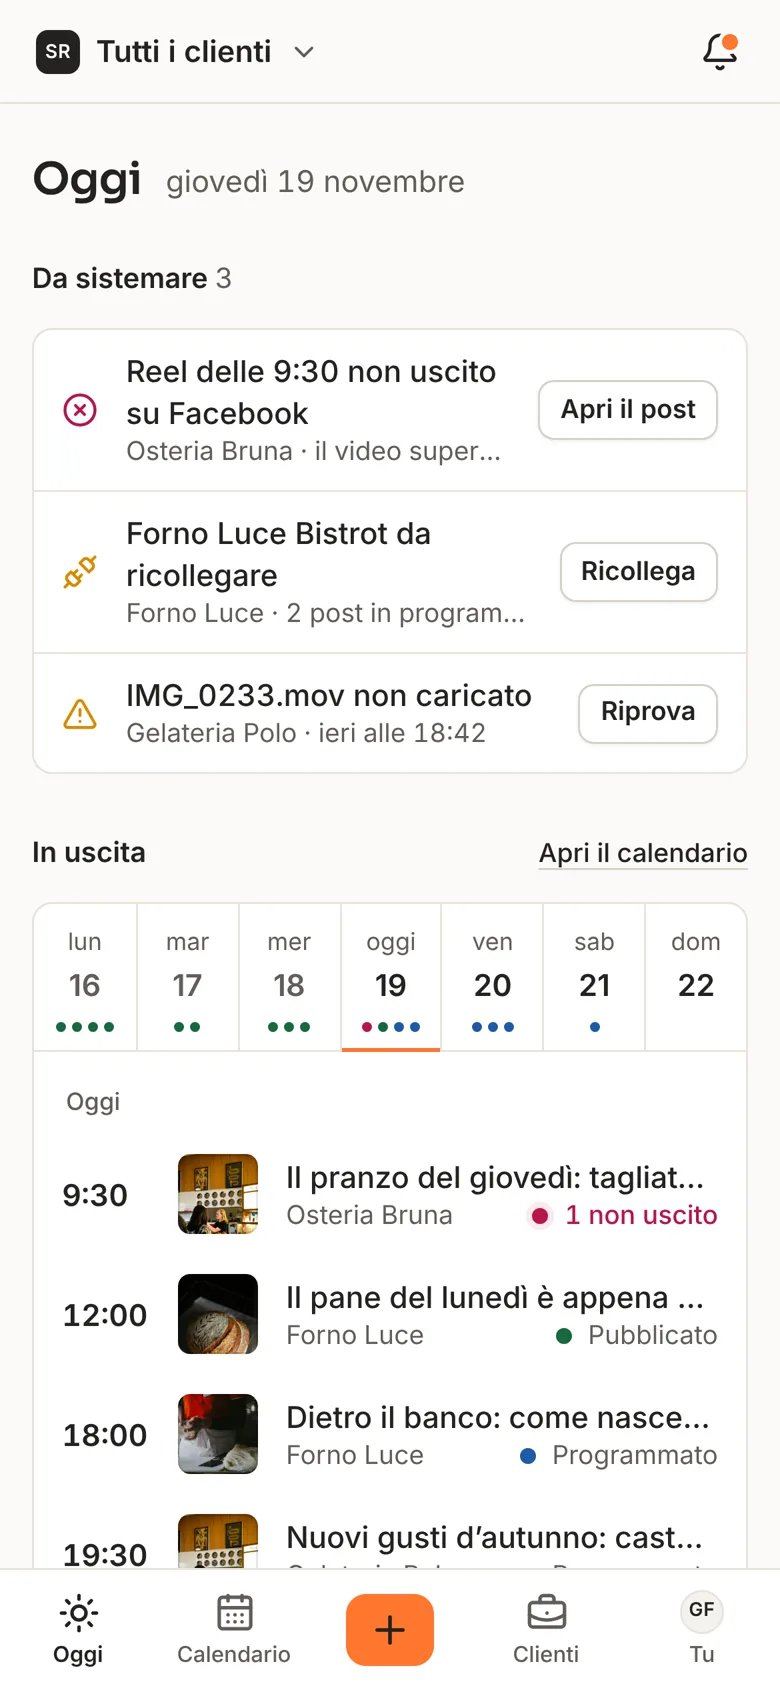 SR Tutti i clienti
Oggi giovedì 19 novembre
Da sistemare 3
Reel delle 9:30 non uscito
su Facebook
Osteria Bruna · il video super…
Apri il post
Forno Luce Bistrot da
ricollegare
Forno Luce · 2 post in program…
Ricollega
IMG_0233.mov non caricato
Gelateria Polo · ieri alle 18:42
Riprova
In uscita
Apri il calendario
lun mar mer oggi ven sab dom
16 17 18 19 20 21 22
Oggi
9:30
Il pranzo del giovedì: tagliat…
Osteria Bruna 1 non uscito
12:00
Il pane del lunedì è appena …
Forno Luce Pubblicato
18:00
Dietro il banco: come nasce…
Forno Luce Programmato
19:30
Nuovi gusti d’autunno: cast…
Oggi Calendario Clienti GF Tu